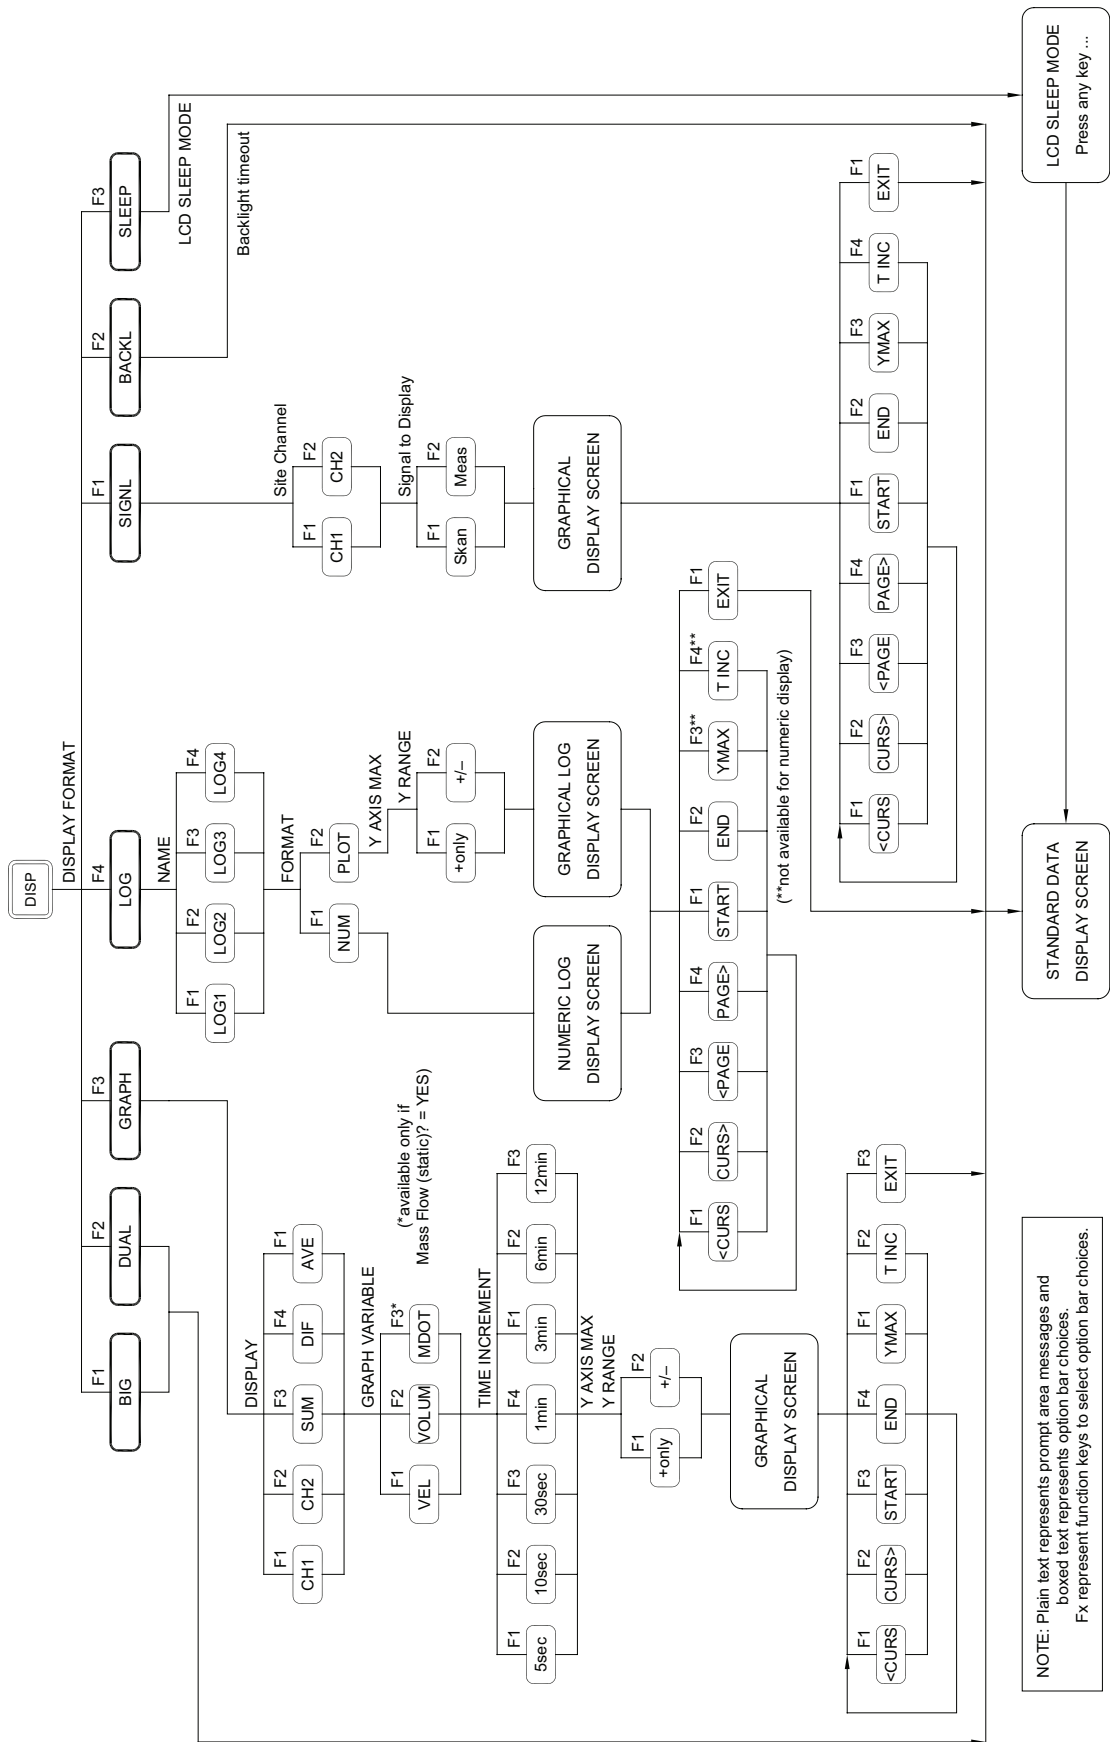 DISP
DISPLAY FORMAT
F1
F2
F3
F4
F1
F2
F3
BIG
DUAL
GRAPH
LOG
SIGNL
BACKL
SLEEP
LCD SLEEP MODE
Backlight timeout
NAME
F1
F2
F3
F4
LOG1
LOG2
LOG3
LOG4
FORMAT
F1
F2
NUM
PLOT
Y AXIS MAX
Y RANGE
F1
F2
+only
+/–
NUMERIC LOG
DISPLAY SCREEN
GRAPHICAL LOG
DISPLAY SCREEN
F1
F2
F3
F4
F1
F2
F3**
F4**
F1
<CURS
CURS>
<PAGE
PAGE>
START
END
YMAX
T INC
EXIT
(**not available for numeric display)
Site Channel
F1
F2
CH1
CH2
Signal to Display
F1
F2
Skan
Meas
GRAPHICAL
DISPLAY SCREEN
F1
F2
F3
F4
F1
F2
F3
F4
F1
<CURS
CURS>
<PAGE
PAGE>
START
END
YMAX
T INC
EXIT
DISPLAY
F1
F2
F3
F4
F1
CH1
CH2
SUM
DIF
AVE
GRAPH VARIABLE
F1
F2
F3*
VEL
VOLUM
MDOT
(*available only if
Mass Flow (static)? = YES)
TIME INCREMENT
F1
F2
F3
F4
F1
F2
F3
5sec
10sec
30sec
1min
3min
6min
12min
Y AXIS MAX
Y RANGE
F1
F2
+only
+/–
GRAPHICAL
DISPLAY SCREEN
F1
F2
F3
F4
F1
F2
F3
<CURS
CURS>
START
END
YMAX
T INC
EXIT
STANDARD DATA
DISPLAY SCREEN
LCD SLEEP MODE
Press any key ...
NOTE: Plain text represents prompt area messages and
boxed text represents option bar choices.
Fx represent function keys to select option bar choices.